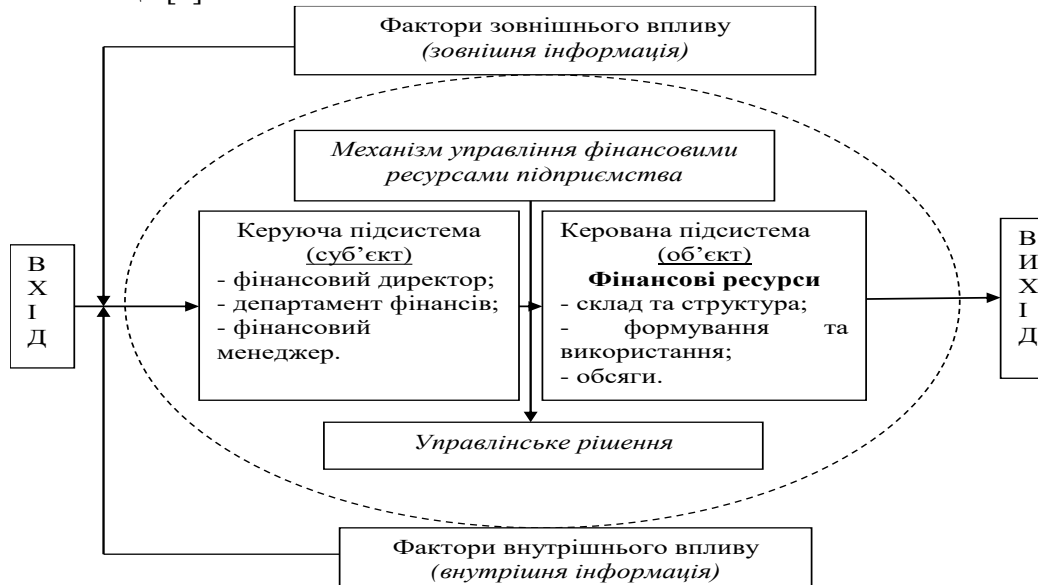 Фактори зовнішнього впливу
(зовнішня інформація)
Механізм управління фінансовими
ресурсами підприємства
ВХІД
Керуюча підсистема
(суб’єкт)
- фінансовий директор;
- департамент фінансів;
- фінансовий
менеджер.
Керована підсистема
(об’єкт)
Фінансові ресурси
- склад та структура;
- формування та
використання;
- обсяги.
ВИХІД
Управлінське рішення
Фактори внутрішнього впливу
(внутрішня інформація)